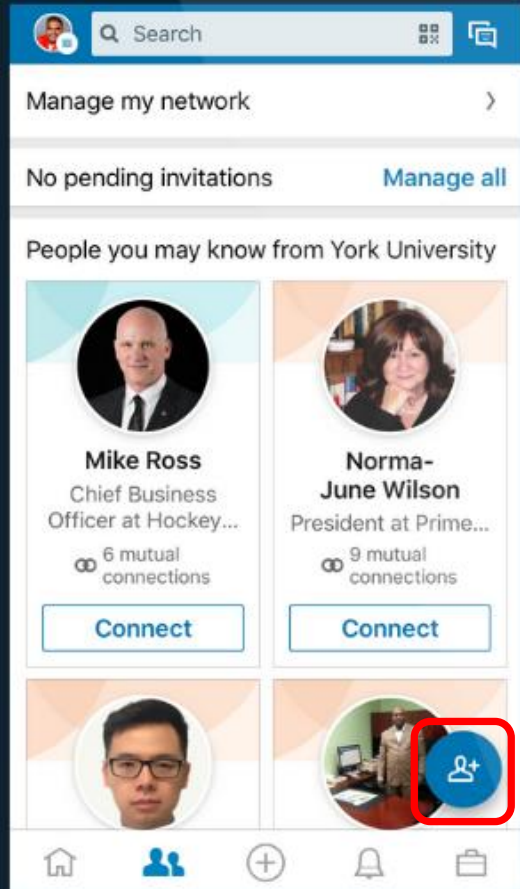 Search
Manage my network
No pending invitations Manage all
People you may know from York University
Mike Ross
Chief Business
Officer at Hockey...
6 mutual
connections
Connect
Norma-
June Wilson
President at Prime...
9 mutual
connections
Connect